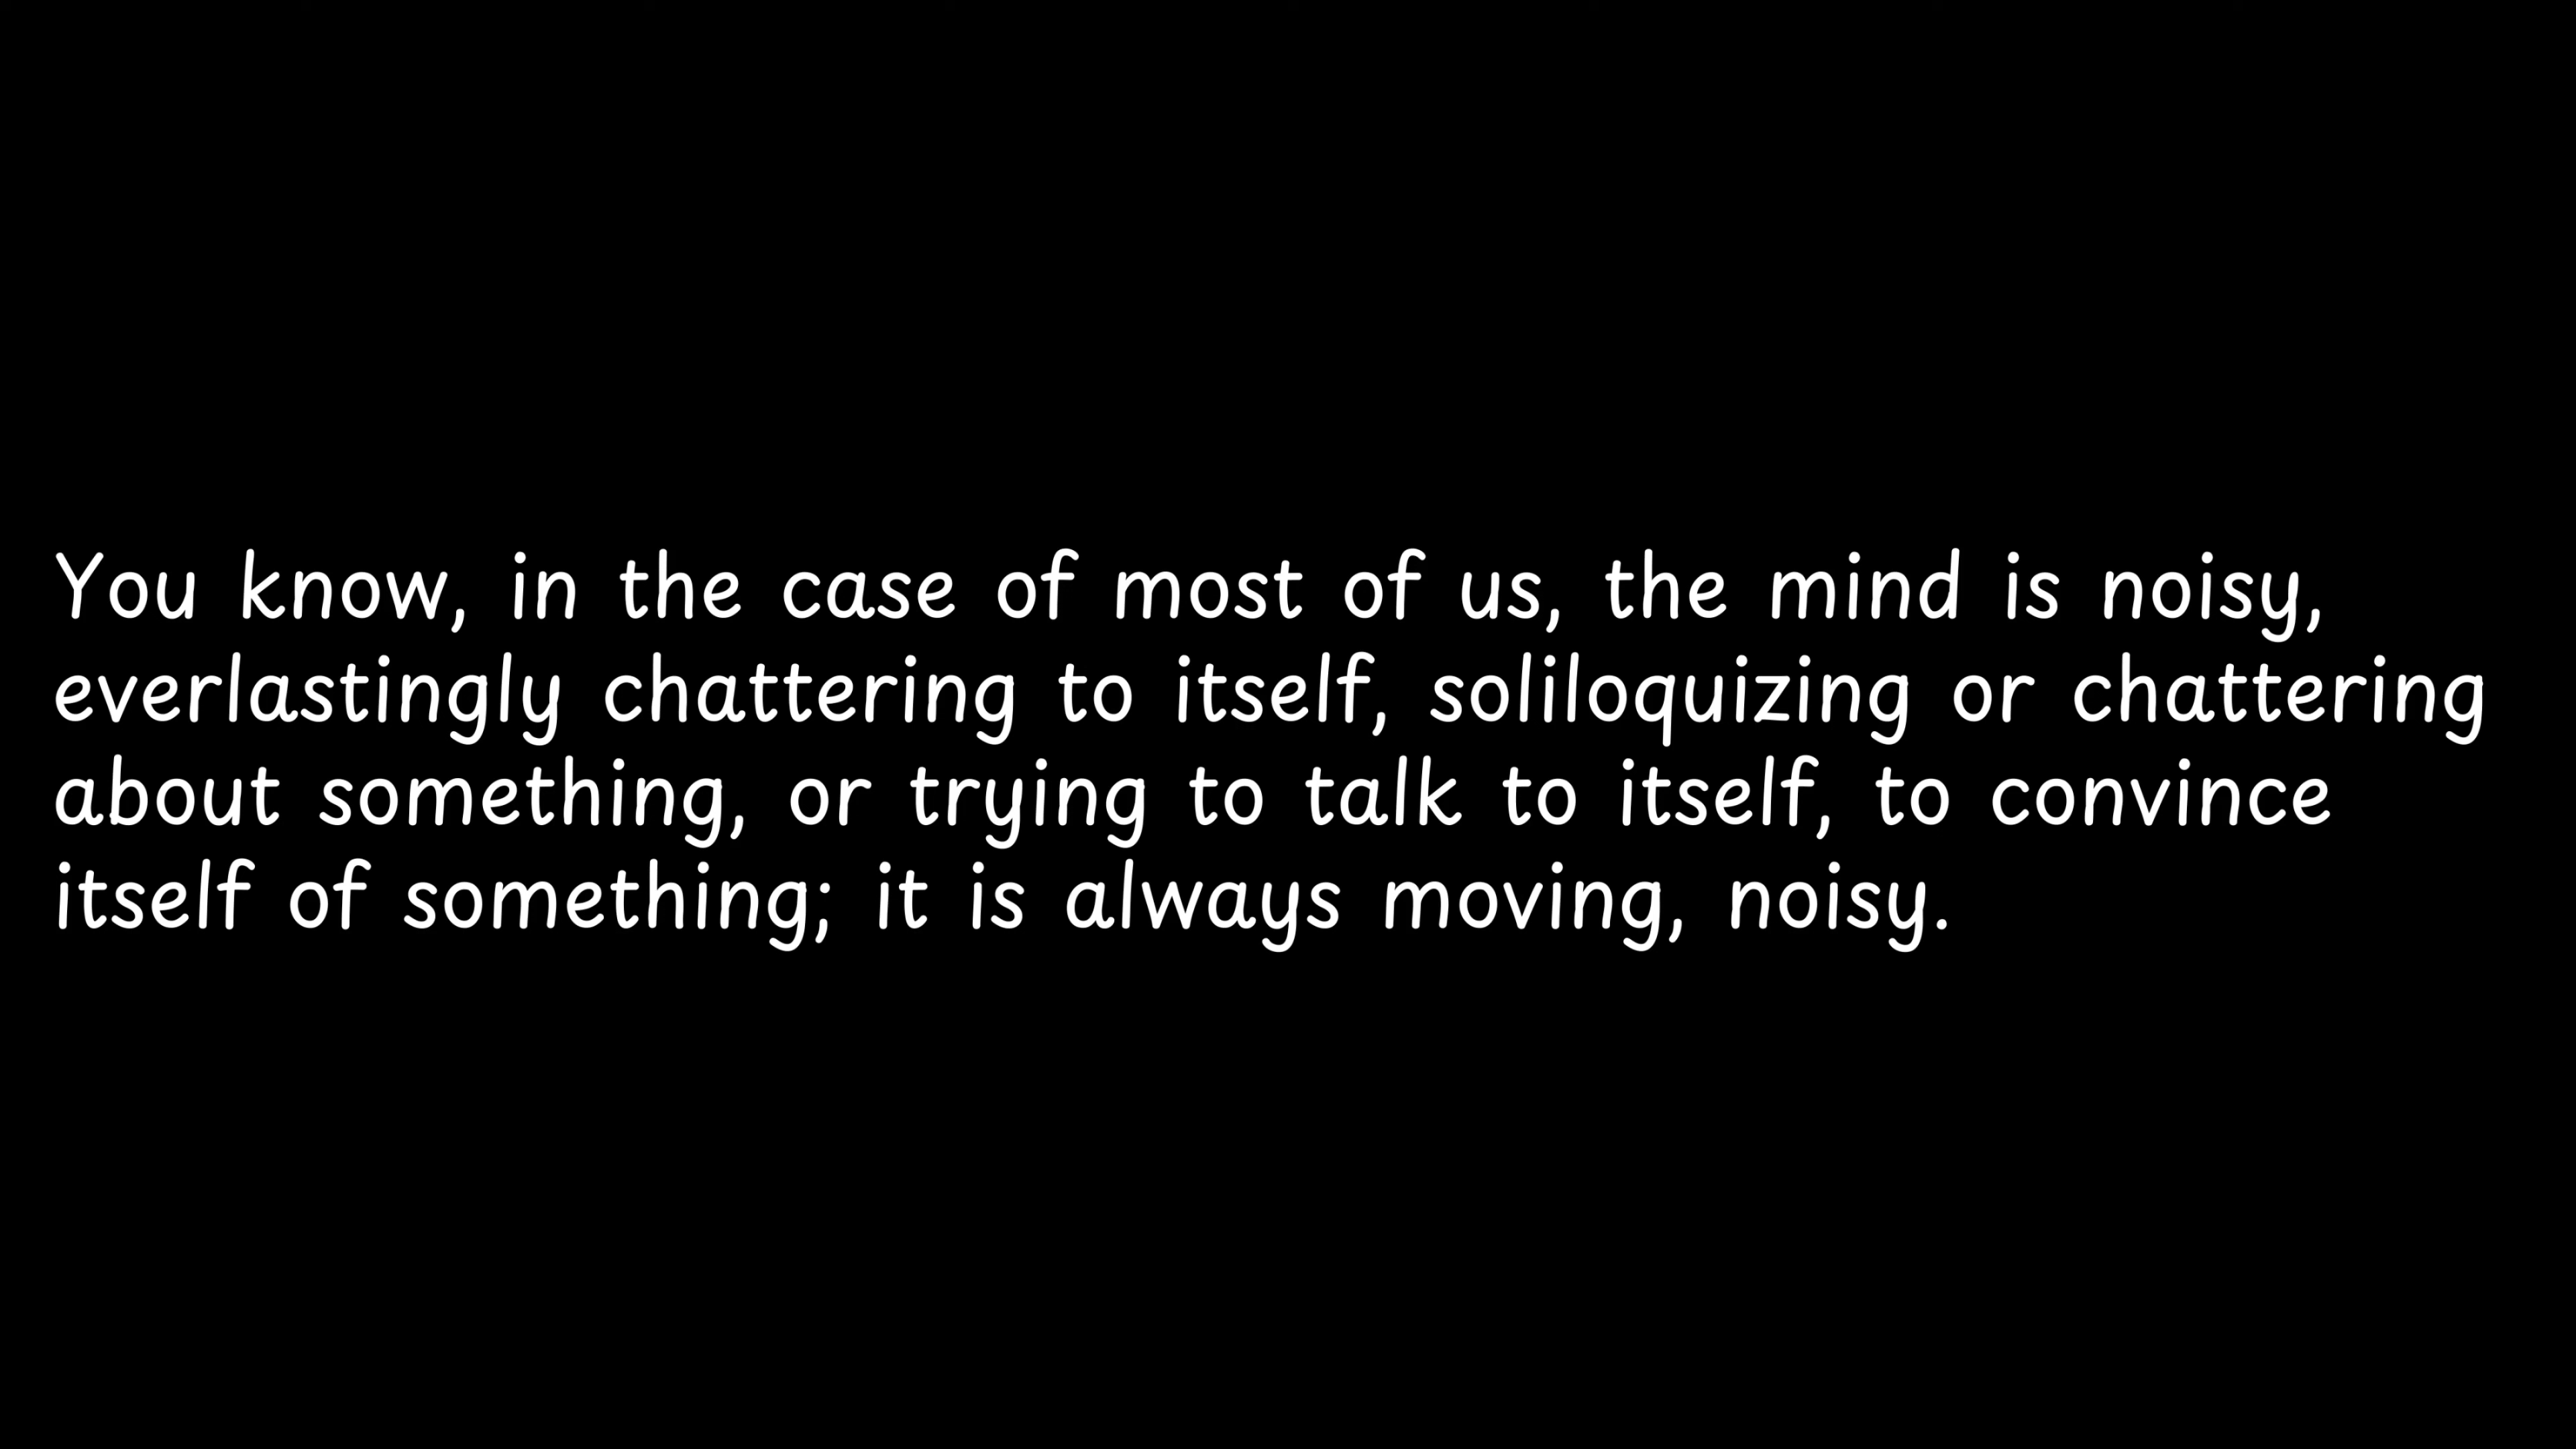 You know, in the case of most of us, the mind is noisy,
everlastingly chattering to itself, soliloquizing or chattering
about something, or trying to talk to itself, to convince
itself of something; it is always moving, noisy.